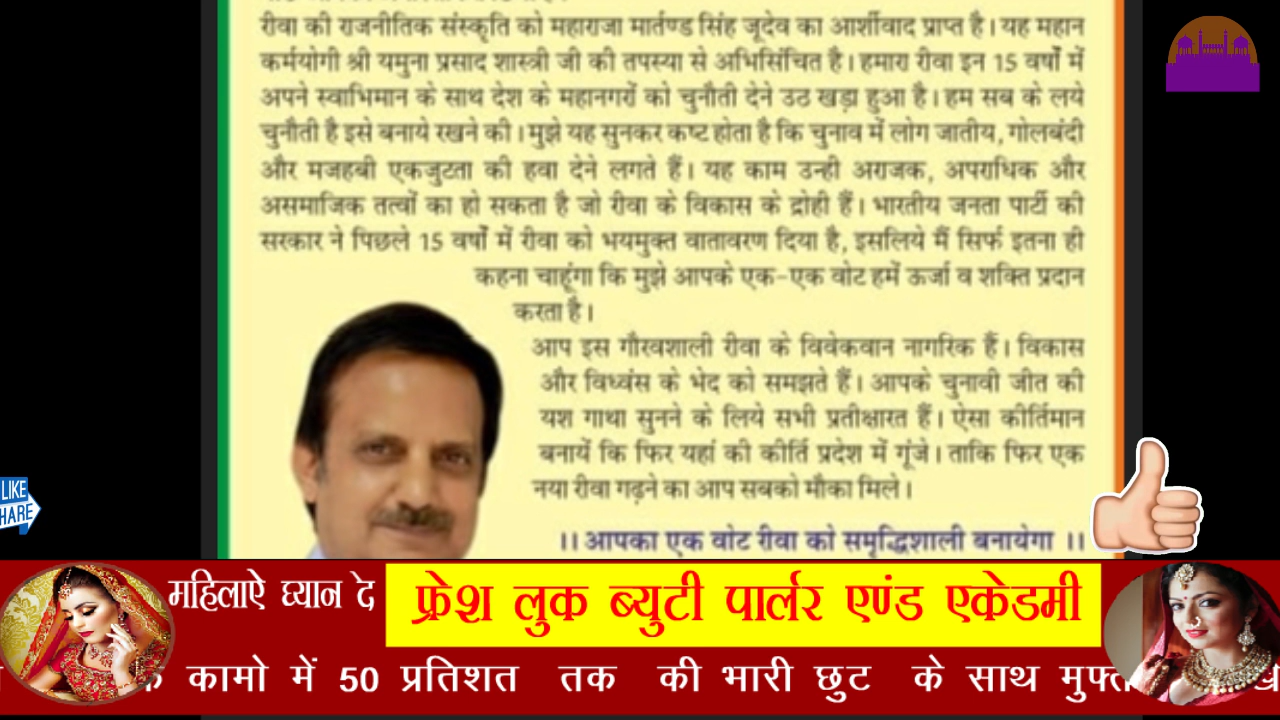 रीवा की राजनीतिक संस्कृति को महाराजा मार्तण्ड सिंह जूदेव का आर्शीवाद प्राप्त है। यह महान
कर्मयोगी श्री यमुना प्रसाद शास्त्री जी की तपस्या से अभिसिंचित है। हमारा रीवा इन 15 वर्षों में
अपने स्वाभिमान के साथ देश के महानगरों को चुनौती देने उठ खड़ा हुआ है। हम सब के लये
चुनौती है इसे बनाये रखने की। मुझे यह सुनकर कष्ट होता है कि चुनाव में लोग जातीय, गोलबंदी
और मजहबी एकजुटता की हवा देने लगते हैं। यह काम उन्ही अराजक, अपराधिक और
असमाजिक तत्वों का हो सकता है जो रीवा के विकास के द्रोही हैं। भारतीय जनता पार्टी की
सरकार ने पिछले 15 वर्षों में रीवा को भयमुक्त वातावरण दिया है, इसलिये मैं सिर्फ इतना ही
कहना चाहूंगा कि मुझे आपके एक-एक वोट हमें ऊर्जा व शक्ति प्रदान
करता है।
आप इस गौरवशाली रीवा के विवेकवान नागरिक हैं। विकास
और विध्वंस के भेद को समझते हैं। आपके चुनावी जीत की
यश गाथा सुनने के लिये सभी प्रतीक्षारत हैं। ऐसा कीर्तिमान
बनायें कि फिर यहां की कीर्ति प्रदेश में गूंजे। ताकि फिर एक
नया रीवा गढ़ने का आप सबको मौका मिले।
।। आपका एक वोट रीवा को समृद्धिशाली बनायेगा ।।
LIKE
HARE
महिलाऐ घ्यान दे
फ्रेश लुक ब्युटी पार्लर एण्ड एकेडमी
कामो में 50 प्रतिशत तक की भारी छुट के साथ मुफ्त